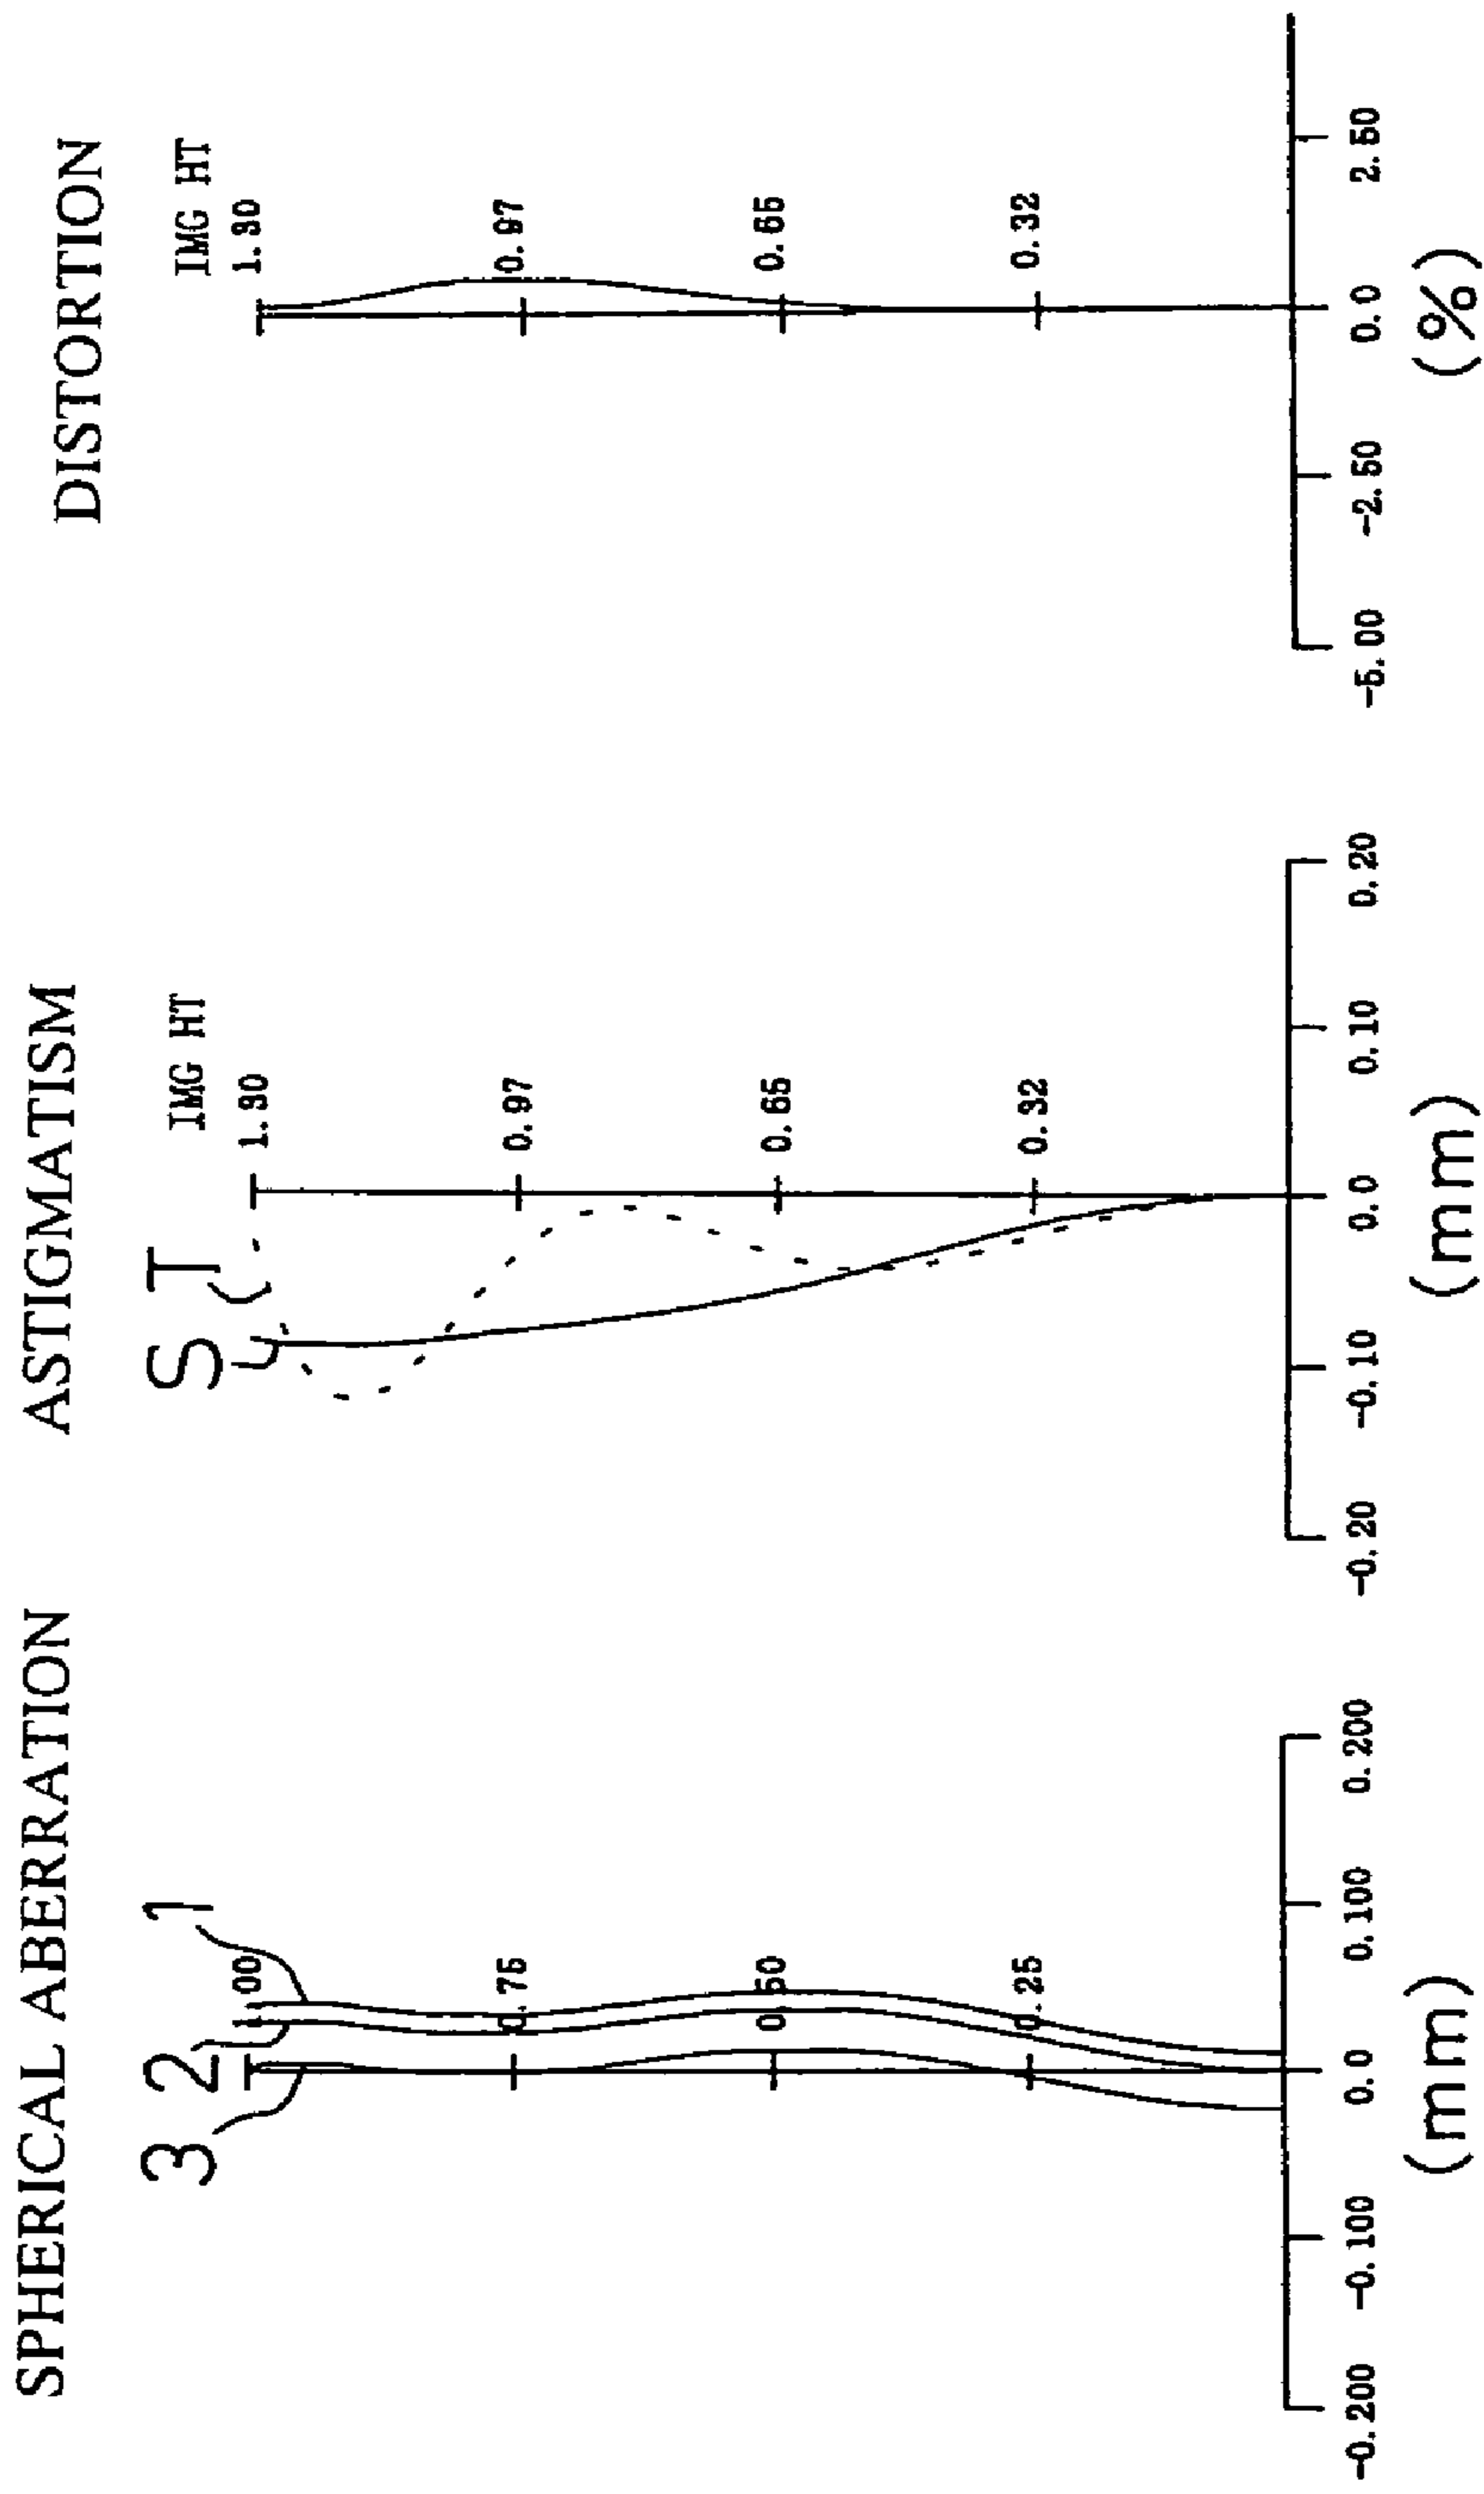 SPHERICAL ABERRATION
3 2 1
1.00
0.75
0.50
0.25
-0.200 -0.100 0.0 0.100 0.200
(mm)
ASTIGMATISM
S T
IMG HT
1.30
0.97
0.65
0.32
-0.20 -0.10 0.0 0.10 0.20
(mm)
DISTORTION
IMG HT
1.30
0.97
0.65
0.32
-5.00 -2.50 0.0 2.50
(%)